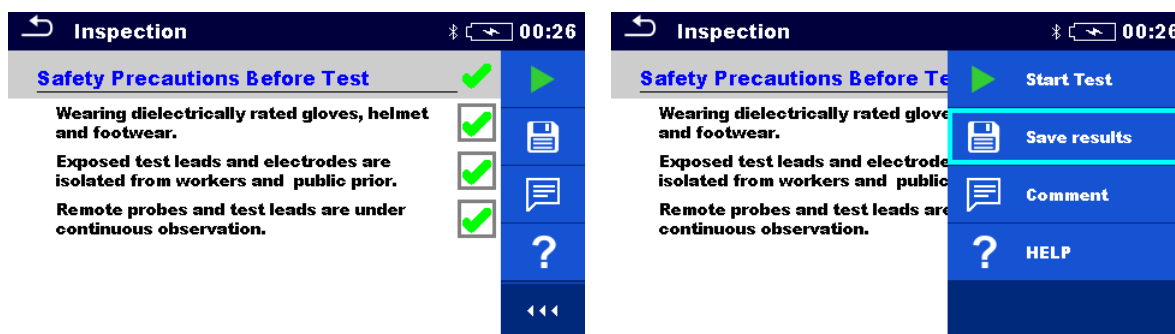 Inspection
00:26
Safety Precautions Before Test
Wearing dielectrically rated gloves, helmet
and footwear.
Exposed test leads and electrodes are
isolated from workers and public prior.
Remote probes and test leads are under
continuous observation.
?
Inspection
00:26
Safety Precautions Before Te
Wearing dielectrically rated glove
and footwear.
Exposed test leads and electrode
isolated from workers and public
Remote probes and test leads are
continuous observation.
Start Test
Save results
Comment
? HELP